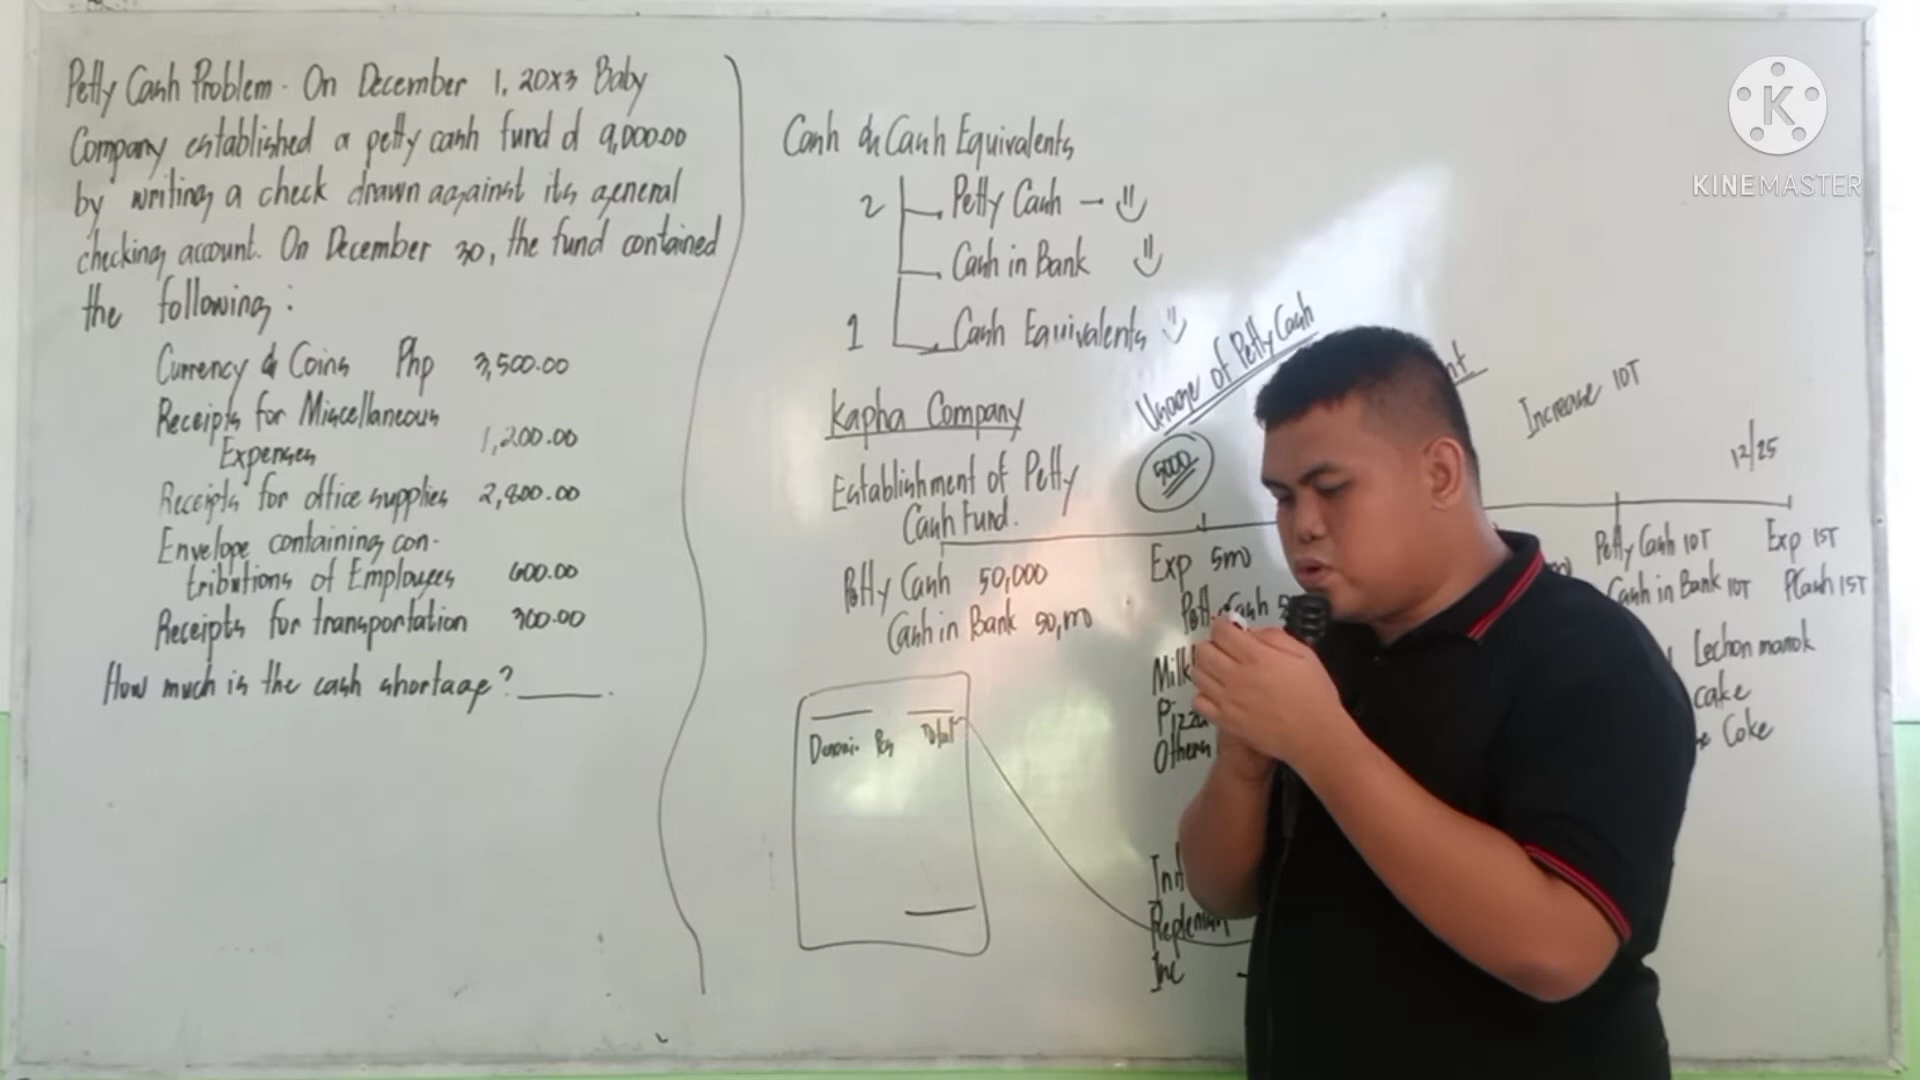 Petty Cash Problem - On December 1, 20x3 Baby
Company established a petty cash fund of 9,000.00
by writing a check drawn against its general
checking account. On December 30, the fund contained
the following:
Currency & Coins Php 3,500.00
Receipts for Miscellaneous
Expenses 1,200.00
Receipts for office supplies 2,800.00
Envelope containing con-
tributions of Employees 600.00
Receipts for transportation 300.00
How much is the cash shortage? ______.
Cash & Cash Equivalents
2 Petty Cash -
Cash in Bank
1 Cash Equivalents
Kapha Company
Establishment of Petty
Cash Fund.
Petty Cash 50,000
Cash in Bank 50,000
Total
Usage of Petty Cash
5000
Exp
Pizza
Others
Inc
Increase 10T
12/25
Petty Cash 10T
Cash in Bank 10T
Exp 15T
PCash 15T
Lechon manok
cake
Coke
KINEMASTER